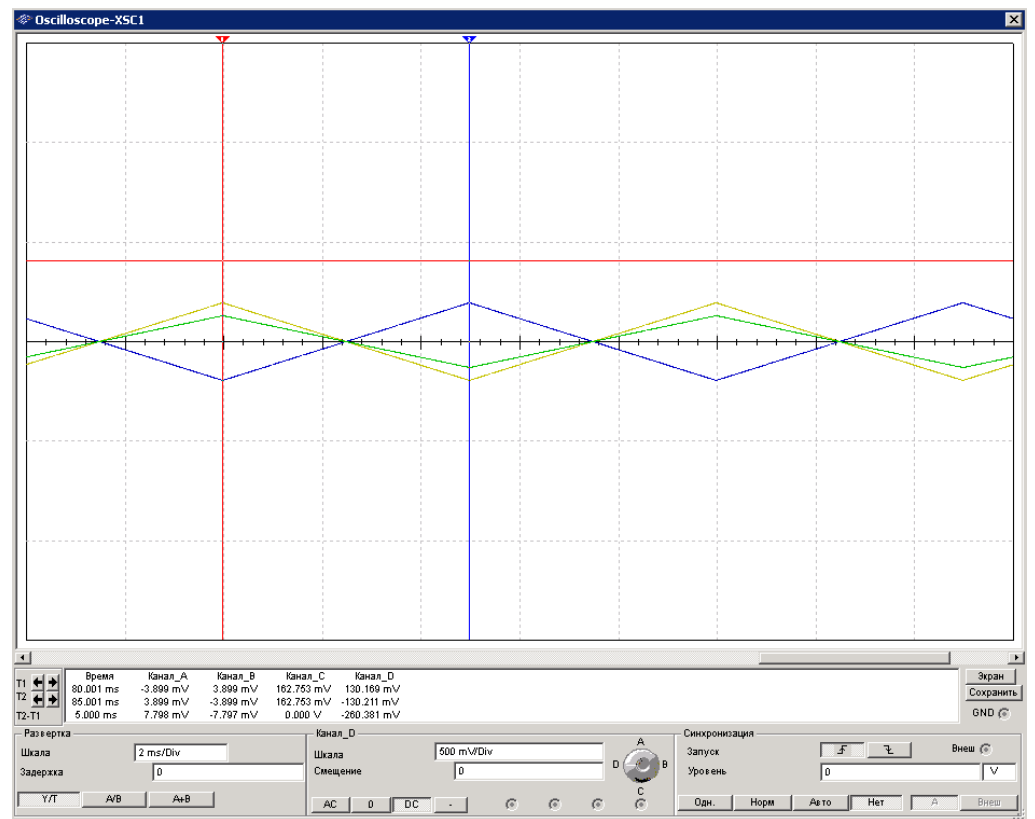 Oscilloscope-XSC1
1
2
Время Канал_A Канал_B Канал_C Канал_D
T1 80.001 ms -3.899 mV 3.899 mV 162.753 mV 130.169 mV
T2 85.001 ms 3.899 mV -3.899 mV 162.753 mV -130.211 mV
T2-T1 5.000 ms 7.798 mV -7.797 mV 0.000 V -260.381 mV
Экран
Сохранить
GND
Развертка
Шкала 2 ms/Div
Задержка 0
Y/T A/B A+B
Канал_D
Шкала 500 mV/Div
Смещение 0
AC 0 DC -
A
D B
C
Синхронизация
Запуск Внеш
Уровень 0 V
Одн. Норм Авто Нет A Внеш